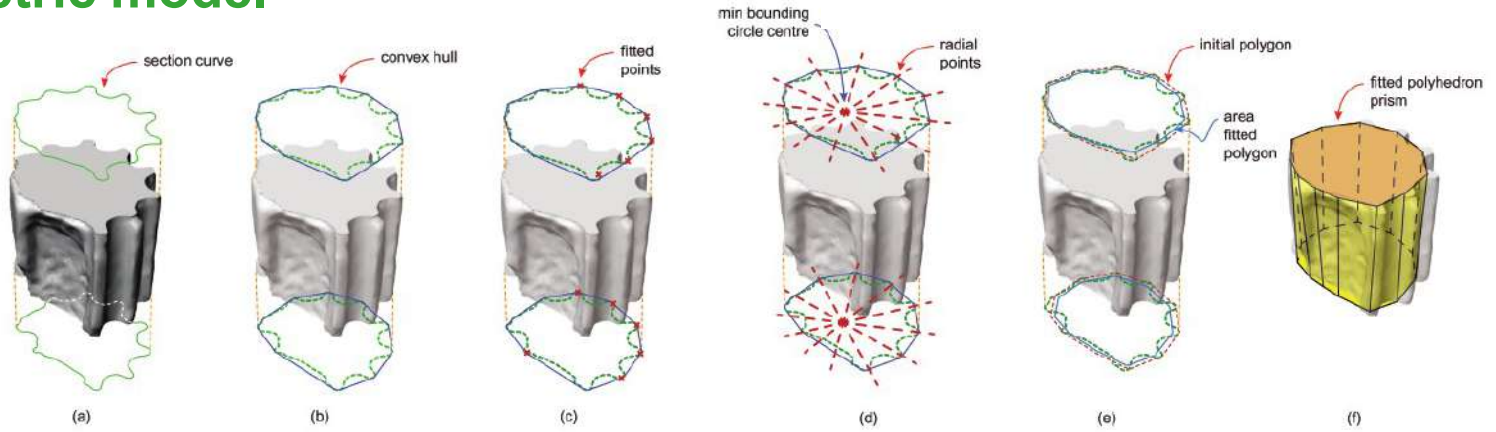 section curve
convex hull
fitted
points
min bounding
circle centre
radial
points
initial polygon
area
fitted
polygon
fitted polyhedron
prism
(a)
(b)
(c)
(d)
(e)
(f)